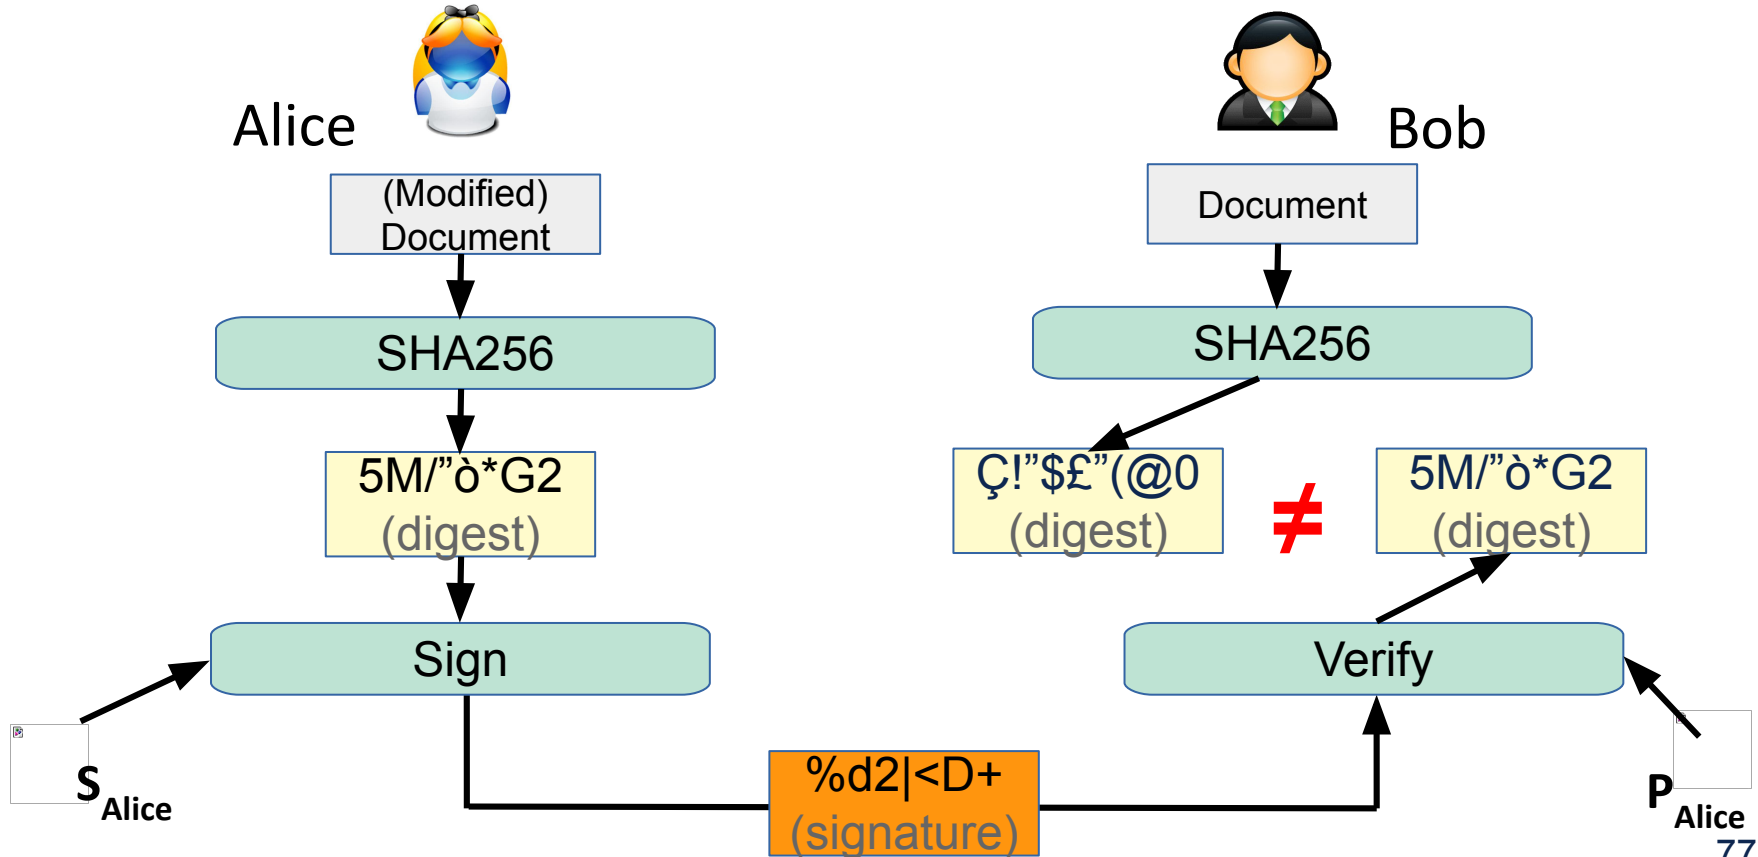 Alice
Bob
(Modified)
Document
Document
SHA256
SHA256
5M/”ò*G2
(digest)
Ç!”$£”(@0
(digest)
≠
5M/”ò*G2
(digest)
Sign
Verify
S Alice
%d2|<D+
(signature)
P Alice
77